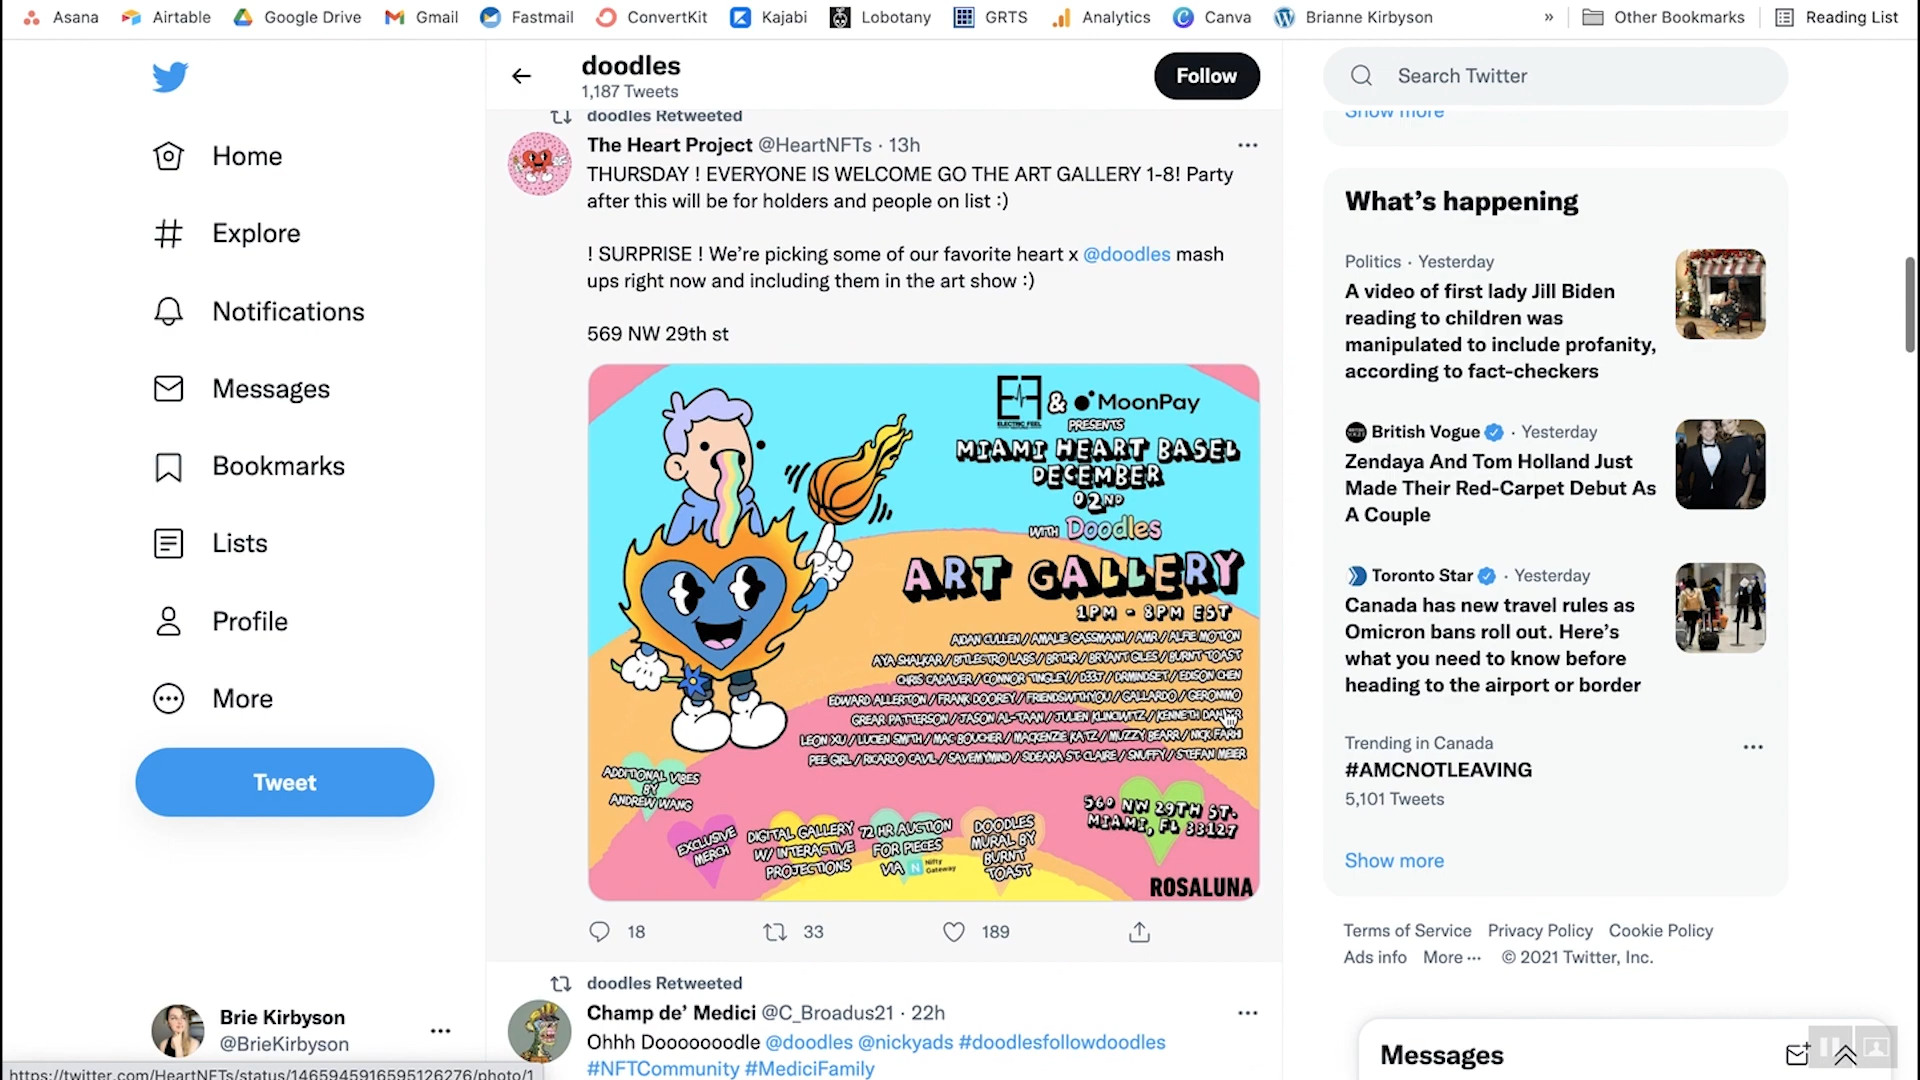 Asana Airtable Google Drive Gmail Fastmail ConvertKit Kajabi Lobotany GRTS Analytics Canva Brianne Kirbyson » Other Bookmarks Reading List
Home
Explore
Notifications
Messages
Bookmarks
Lists
Profile
More
Tweet
Brie Kirbyson
@BrieKirbyson
https://twitter.com/HeartNFTs/status/1465945916595126276/photo/1
doodles
1,187 Tweets
Follow
doodles Retweeted
The Heart Project @HeartNFTs · 13h
THURSDAY ! EVERYONE IS WELCOME GO THE ART GALLERY 1-8! Party
after this will be for holders and people on list :)
! SURPRISE ! We’re picking some of our favorite heart x @doodles mash
ups right now and including them in the art show :)
569 NW 29th st
ELECTRIC FEEL & MoonPay
PRESENTS
MIAMI HEART BASEL
DECEMBER
02ND
WITH Doodles
ART GALLERY
1PM - 8PM EST
AIDAN CULLEN / AMALIE GASSMANN / AMR / ALFIE MOTION
AYA SHALKAR / BITLECTRO LABS / BRTHR / BRYANT GILES / BURNT TOAST
CHRIS CADAVER / CONNOR TINGLEY / D33J / DRMINDSET / EDISON CHEN
EDWARD ALLERTON / FRANK DOOREY / FRIENDSWITHYOU / GALLARDO / GERONIMO
GREAR PATTERSON / JASON AL-TAAN / JULIEN KLINCEWITZ / KENNETH
LEON XU / LUCIEN SMITH / MAC BOUCHER / MACKENZIE KATZ / MUZZY BEARR / NICK FARHI
PEE GIRL / RICARDO CAVIL / SAVEMYMIND / SIDEARA ST. CLAIRE / SNUFFY / STEFAN MEIER
ADDITIONAL VIBES
BY
ANDREW WANG
EXCLUSIVE
MERCH
DIGITAL GALLERY
W/ INTERACTIVE
PROJECTIONS
72 HR AUCTION
FOR PIECES
VIA Nifty Gateway
DOODLES
MURAL BY
BURNT
TOAST
560 NW 29TH ST.
MIAMI, FL 33127
ROSALUNA
18 33 189
doodles Retweeted
Champ de’ Medici @C_Broadus21 · 22h
Ohhh Dooooooodle @doodles @nickyads #doodlesfollowdoodles
#NFTCommunity #MediciFamily
Search Twitter
Show more
What’s happening
Politics · Yesterday
A video of first lady Jill Biden
reading to children was
manipulated to include profanity,
according to fact-checkers
British Vogue · Yesterday
Zendaya And Tom Holland Just
Made Their Red-Carpet Debut As
A Couple
Toronto Star · Yesterday
Canada has new travel rules as
Omicron bans roll out. Here’s
what you need to know before
heading to the airport or border
Trending in Canada
#AMCNOTLEAVING
5,101 Tweets
Show more
Terms of Service Privacy Policy Cookie Policy
Ads info More ··· © 2021 Twitter, Inc.
Messages